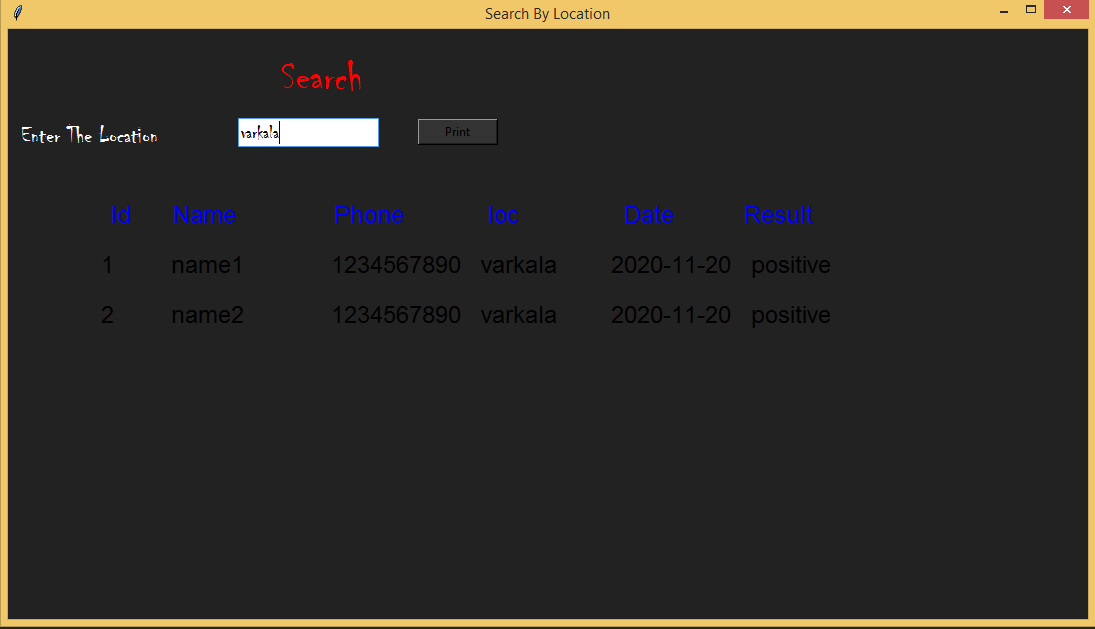 Search By Location
Search
Enter The Location varkala Print
Id Name Phone loc Date Result
1 name1 1234567890 varkala 2020-11-20 positive
2 name2 1234567890 varkala 2020-11-20 positive